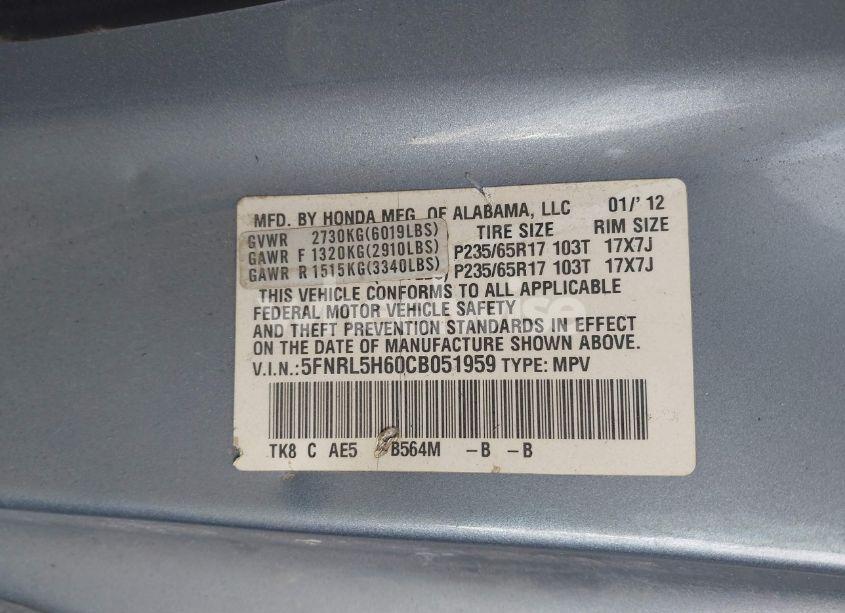 MFD. BY HONDA MFG. OF ALABAMA, LLC 01/'12
TIRE SIZE RIM SIZE
GVWR 2730KG(6019LBS)
GAWR F 1320KG(2910LBS) P235/65R17 103T 17X7J
GAWR R 1515KG(3340LBS) P235/65R17 103T 17X7J
THIS VEHICLE CONFORMS TO ALL APPLICABLE
FEDERAL MOTOR VEHICLE SAFETY
AND THEFT PREVENTION STANDARDS IN EFFECT
ON THE DATE OF MANUFACTURE SHOWN ABOVE.
V.I.N.: 5FNRL5H60CB051959 TYPE: MPV
TK8 C AE5 B564M -B -B